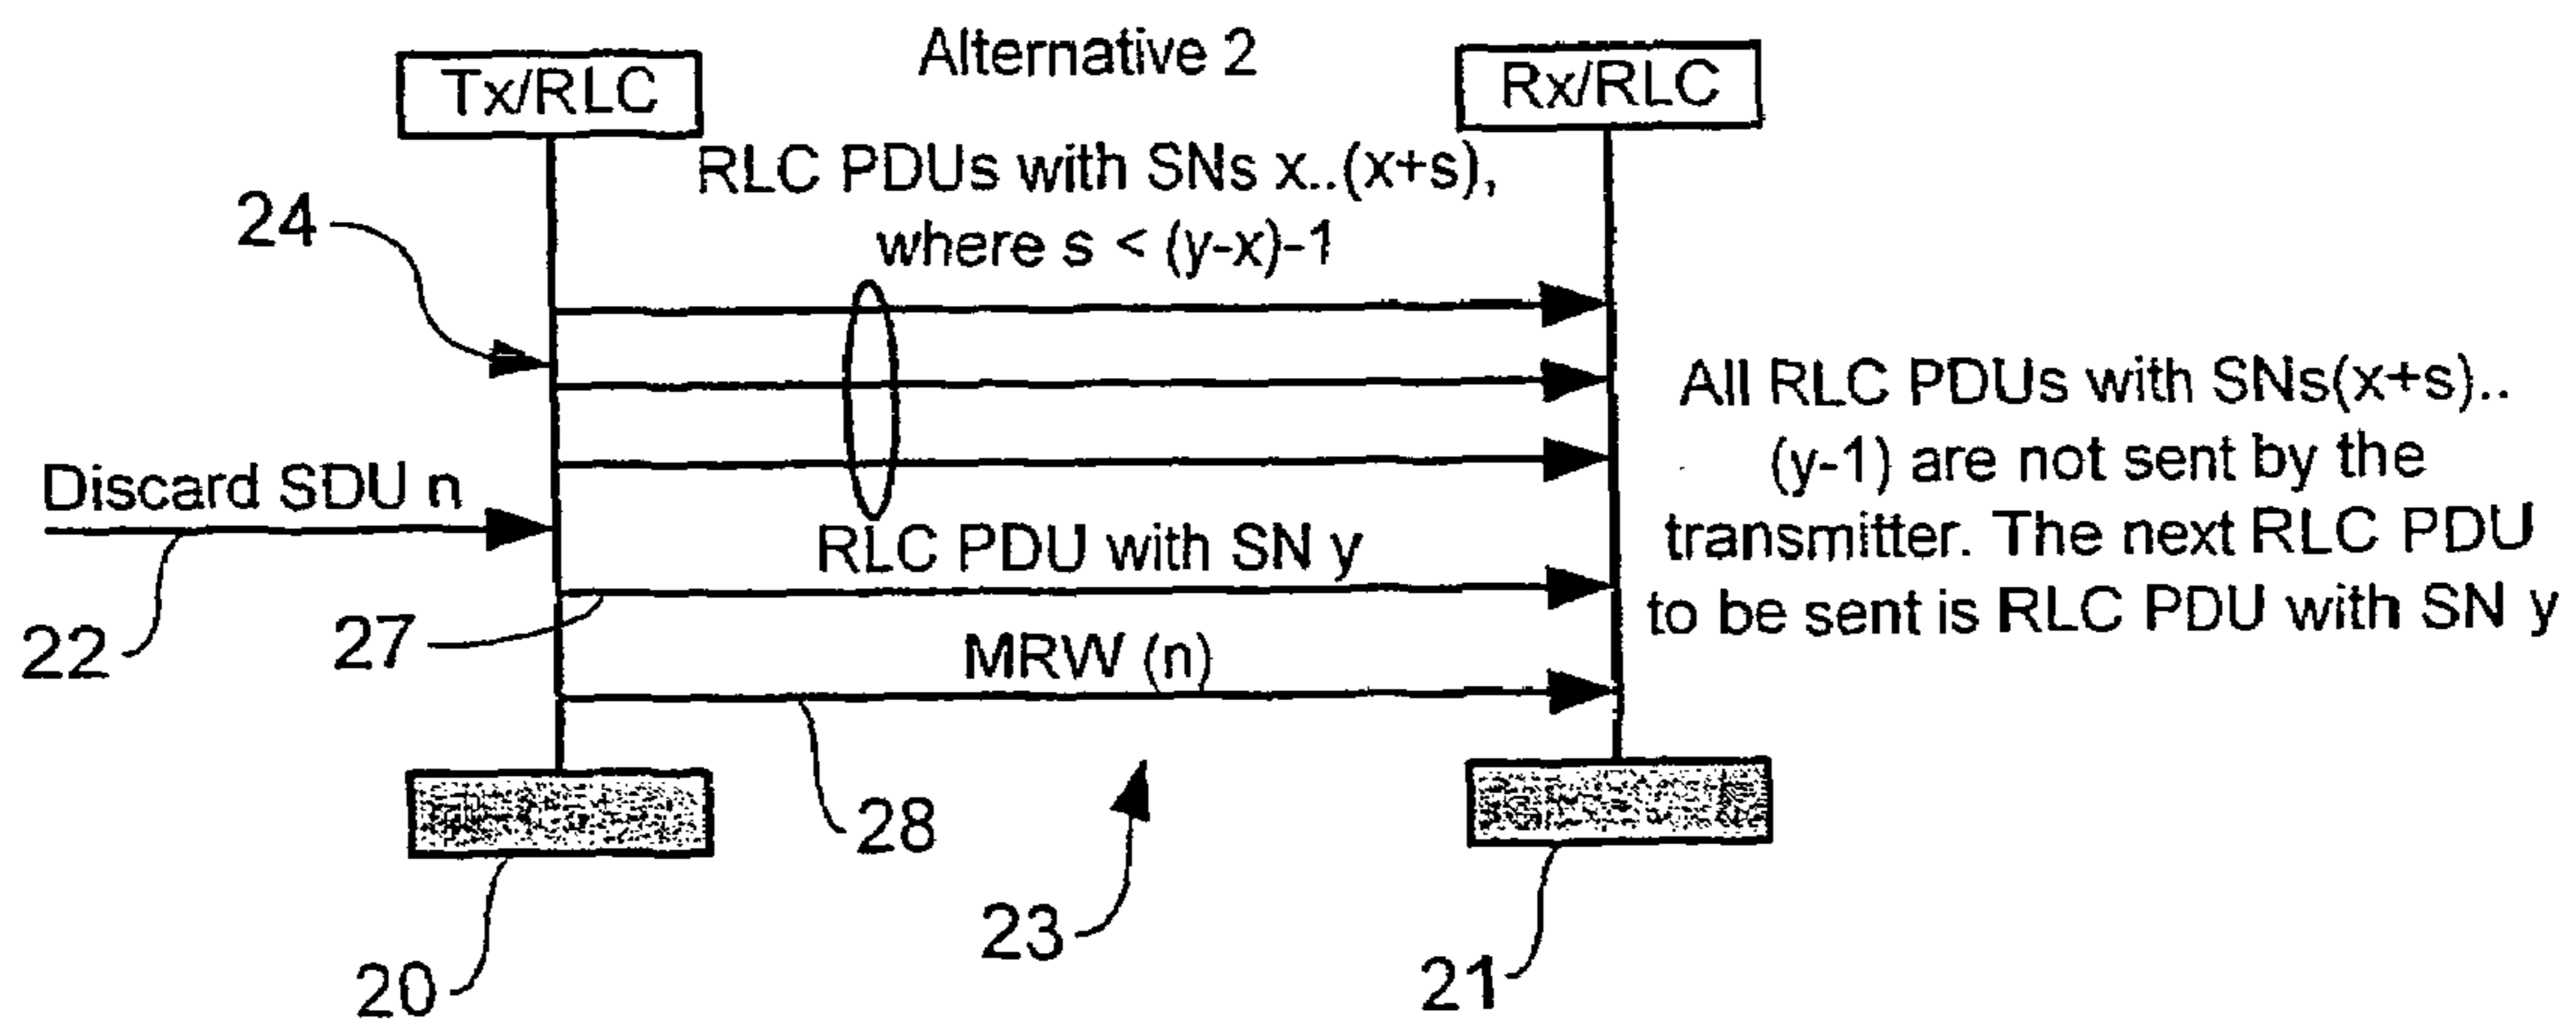 Alternative 2
Tx/RLC
Rx/RLC
RLC PDUs with SNs x..(x+s),
where s < (y-x)-1
24
All RLC PDUs with SNs(x+s)..
(y-1) are not sent by the
transmitter. The next RLC PDU
to be sent is RLC PDU with SN y
Discard SDU n
22
RLC PDU with SN y
27
MRW (n)
28
23
20
21